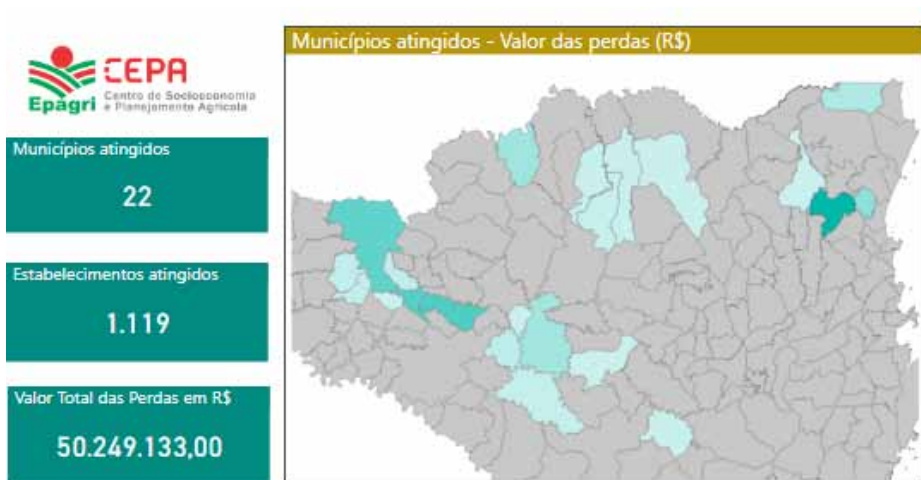 CEPA
Centro de Socioeconomia
e Planejamento Agrícola
Epagri
Municípios atingidos
22
Estabelecimentos atingidos
1.119
Valor Total das Perdas em R$
50.249.133,00
Municípios atingidos - Valor das perdas (R$)